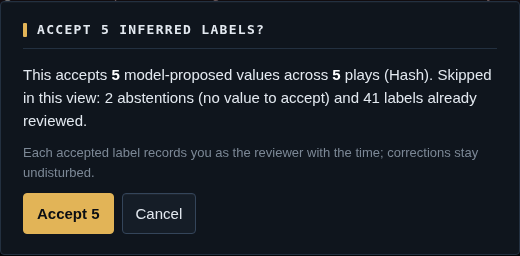 ACCEPT 5 INFERRED LABELS?
This accepts 5 model-proposed values across 5 plays (Hash). Skipped
in this view: 2 abstentions (no value to accept) and 41 labels already
reviewed.
Each accepted label records you as the reviewer with the time; corrections stay
undisturbed.
Accept 5
Cancel